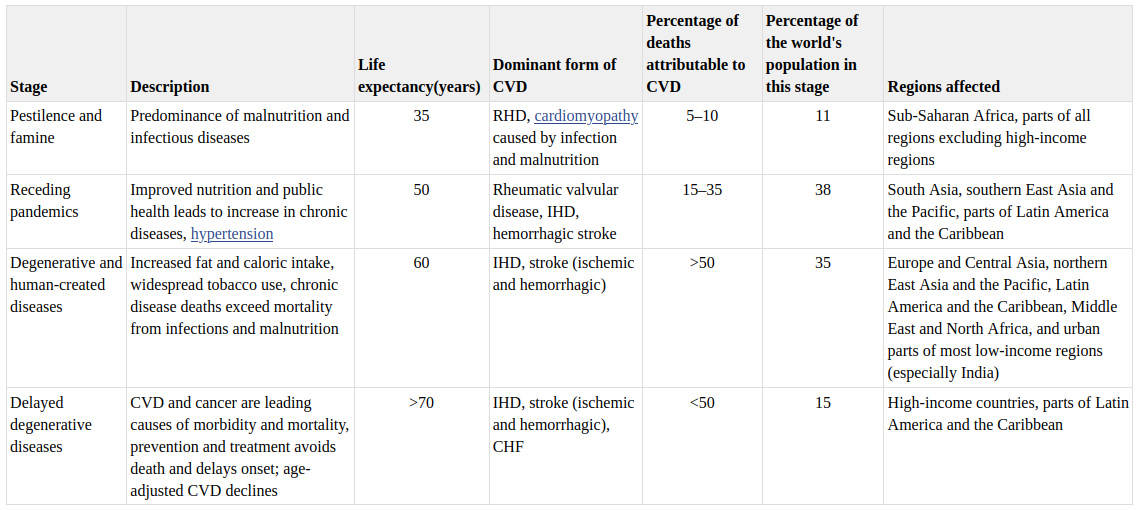 Stage
Description
Life
expectancy(years)
Dominant form of
CVD
Percentage of
deaths
attributable to
CVD
Percentage of
the world's
population in
this stage
Regions affected
Pestilence and
famine
Predominance of malnutrition and
infectious diseases
35
RHD, cardiomyopathy
caused by infection
and malnutrition
5–10
11
Sub-Saharan Africa, parts of all
regions excluding high-income
regions
Receding
pandemics
Improved nutrition and public
health leads to increase in chronic
diseases, hypertension
50
Rheumatic valvular
disease, IHD,
hemorrhagic stroke
15–35
38
South Asia, southern East Asia and
the Pacific, parts of Latin America
and the Caribbean
Degenerative and
human-created
diseases
Increased fat and caloric intake,
widespread tobacco use, chronic
disease deaths exceed mortality
from infections and malnutrition
60
IHD, stroke (ischemic
and hemorrhagic)
>50
35
Europe and Central Asia, northern
East Asia and the Pacific, Latin
America and the Caribbean, Middle
East and North Africa, and urban
parts of most low-income regions
(especially India)
Delayed
degenerative
diseases
CVD and cancer are leading
causes of morbidity and mortality,
prevention and treatment avoids
death and delays onset; age-
adjusted CVD declines
>70
IHD, stroke (ischemic
and hemorrhagic),
CHF
<50
15
High-income countries, parts of Latin
America and the Caribbean